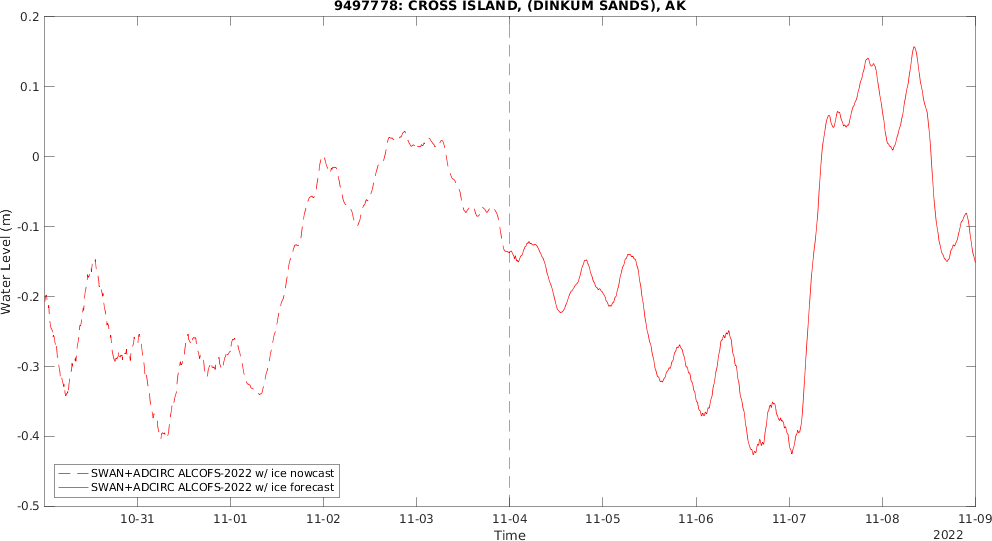 9497778: CROSS ISLAND, (DINKUM SANDS), AK
Water Level (m)
0.2
0.1
0
-0.1
-0.2
-0.3
-0.4
-0.5
SWAN+ADCIRC ALCOFS-2022 w/ ice nowcast
SWAN+ADCIRC ALCOFS-2022 w/ ice forecast
10-31 11-01 11-02 11-03 11-04 11-05 11-06 11-07 11-08 11-09
Time
2022